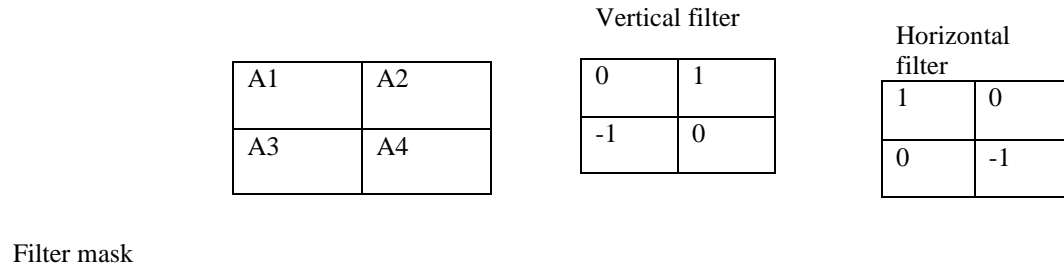 Vertical filter
Horizontal
filter
A1 A2
A3 A4
0 1
-1 0
1 0
0 -1
Filter mask